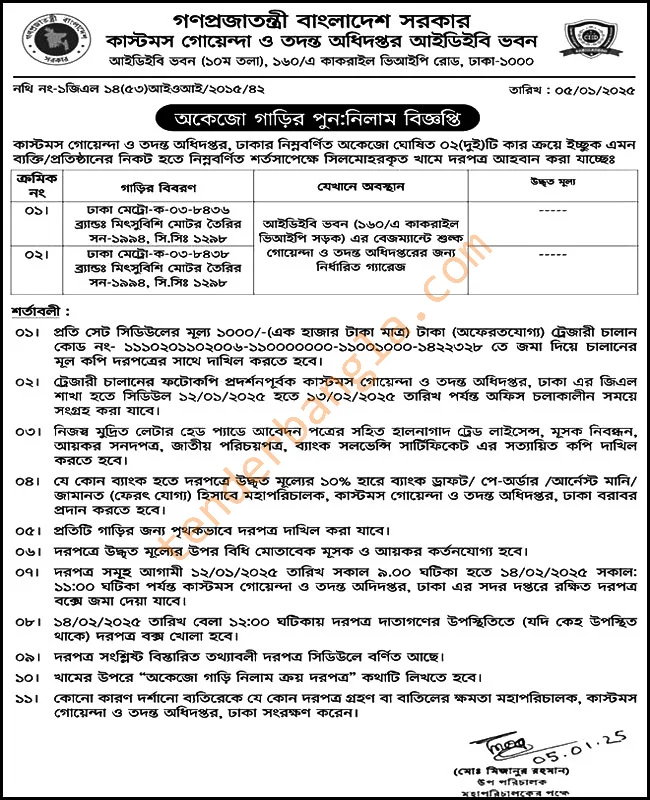 গণপ্রজাতন্ত্রী বাংলাদেশ সরকার
কাস্টমস গোয়েন্দা ও তদন্ত অধিদপ্তর আইডিইবি ভবন
আইডিইবি ভবন (১০ম তলা), ১৬০/এ কাকরাইল ভিআইপি রোড, ঢাকা-১০০০
গণপ্রজাতন্ত্রী বাংলাদেশ
সরকার
CIID
নথি নং-১জিএল ১৪(৫৩)আইওআই/২০১৫/৪২
তারিখ : ০৫/০১/২০২৫
অকেজো গাড়ির পুন:নিলাম বিজ্ঞপ্তি
কাস্টমস গোয়েন্দা ও তদন্ত অধিদপ্তর, ঢাকার নিম্নবর্ণিত অকেজো ঘোষিত ০২(দুই)টি কার ক্রয়ে ইচ্ছুক এমন
ব্যক্তি/প্রতিষ্ঠানের নিকট হতে নিম্নবর্ণিত শর্তসাপেক্ষে সিলমোহরকৃত খামে দরপত্র আহবান করা যাচ্ছেঃ
ক্রমিক নং
গাড়ির বিবরণ
যেখানে অবস্থান
উদ্ধৃত মূল্য
০১।
ঢাকা মেট্রো-ক-০৩-৮৪৩৬
ব্র্যান্ডঃ মিৎসুবিশি মোটর তৈরির
সন-১৯৯৪, সি.সিঃ ১২৯৮
-----
০২।
ঢাকা মেট্রো-ক-০৩-৮৪৩৮
ব্র্যান্ডঃ মিৎসুবিশি মোটর তৈরির
সন-১৯৯৪, সি.সিঃ ১২৯৮
আইডিইবি ভবন (১৬০/এ কাকরাইল
ভিআইপি সড়ক) এর বেজম্যান্টে শুল্ক
গোয়েন্দা ও তদন্ত অধিদপ্তরের জন্য
নির্ধারিত গ্যারেজ
-----
শর্তাবলী :
০১। প্রতি সেট সিডিউলের মূল্য ১০০০/-(এক হাজার টাকা মাত্র) টাকা (অফেরতযোগ্য) ট্রেজারী চালান
কোড নং- ১১১০২০১১০২০০৬-১১০০০০০০০-১১০০১০০০-১৪২২৩২৮ তে জমা দিয়ে চালানের
মূল কপি দরপত্রের সাথে দাখিল করতে হবে।
০২। ট্রেজারী চালানের ফটোকপি প্রদর্শনপূর্বক কাস্টমস গোয়েন্দা ও তদন্ত অধিদপ্তর, ঢাকা এর জিএল
শাখা হতে সিডিউল ১২/০১/২০২৫ হতে ১৩/০২/২০২৫ তারিখ পর্যন্ত অফিস চলাকালীন সময়ে
সংগ্রহ করা যাবে।
০৩। নিজস্ব মুদ্রিত লেটার হেড প্যাডে আবেদন পত্রের সহিত হালনাগাদ ট্রেড লাইসেন্স, মূসক নিবন্ধন,
আয়কর সনদপত্র, জাতীয় পরিচয়পত্র, ব্যাংক সলভেন্সি সার্টিফিকেট এর সত্যায়িত কপি দাখিল
করতে হবে।
০৪। যে কোন ব্যাংক হতে দরপত্রে উদ্ধৃত মূল্যের ১০% হারে ব্যাংক ড্রাফট/ পে-অর্ডার /আর্নেস্ট মানি/
জামানত (ফেরৎ যোগ্য) হিসাবে মহাপরিচালক, কাস্টমস গোয়েন্দা ও তদন্ত অধিদপ্তর, ঢাকা বরাবর
প্রদান করতে হবে।
০৫। প্রতিটি গাড়ির জন্য পৃথকভাবে দরপত্র দাখিল করা যাবে।
০৬। দরপত্রে উদ্ধৃত মূল্যের উপর বিধি মোতাবেক মূসক ও আয়কর কর্তনযোগ্য হবে।
০৭। দরপত্র সমূহ আগামী ১২/০১/২০২৫ তারিখ সকাল ৯.০০ ঘটিকা হতে ১৪/০২/২০২৫ সকাল:
১১:০০ ঘটিকা পর্যন্ত কাস্টমস গোয়েন্দা ও তদন্ত অদিদপ্তর, ঢাকা এর সদর দপ্তরে রক্ষিত দরপত্র
বক্সে জমা দেয়া যাবে।
০৮। ১৪/০২/২০২৫ তারিখ বেলা ১২:০০ ঘটিকায় দরপত্র দাতাগণের উপস্থিতিতে (যদি কেহ উপস্থিত
থাকে) দরপত্র বক্স খোলা হবে।
০৯। দরপত্র সংশ্লিষ্ট বিস্তারিত তথ্যাবলী দরপত্র সিডিউলে বর্ণিত আছে।
১০। খামের উপরে “অকেজো গাড়ি নিলাম ক্রয় দরপত্র” কথাটি লিখতে হবে।
১১। কোনো কারণ দর্শানো ব্যতিরেকে যে কোন দরপত্র গ্রহণ বা বাতিলের ক্ষমতা মহাপরিচালক, কাস্টমস
গোয়েন্দা ও তদন্ত অধিদপ্তর, ঢাকা সংরক্ষণ করেন।
05.01.25
(মোঃ মিজানুর রহমান)
উপ পরিচালক
মহাপরিচালকের পক্ষে
tenderbangla.com